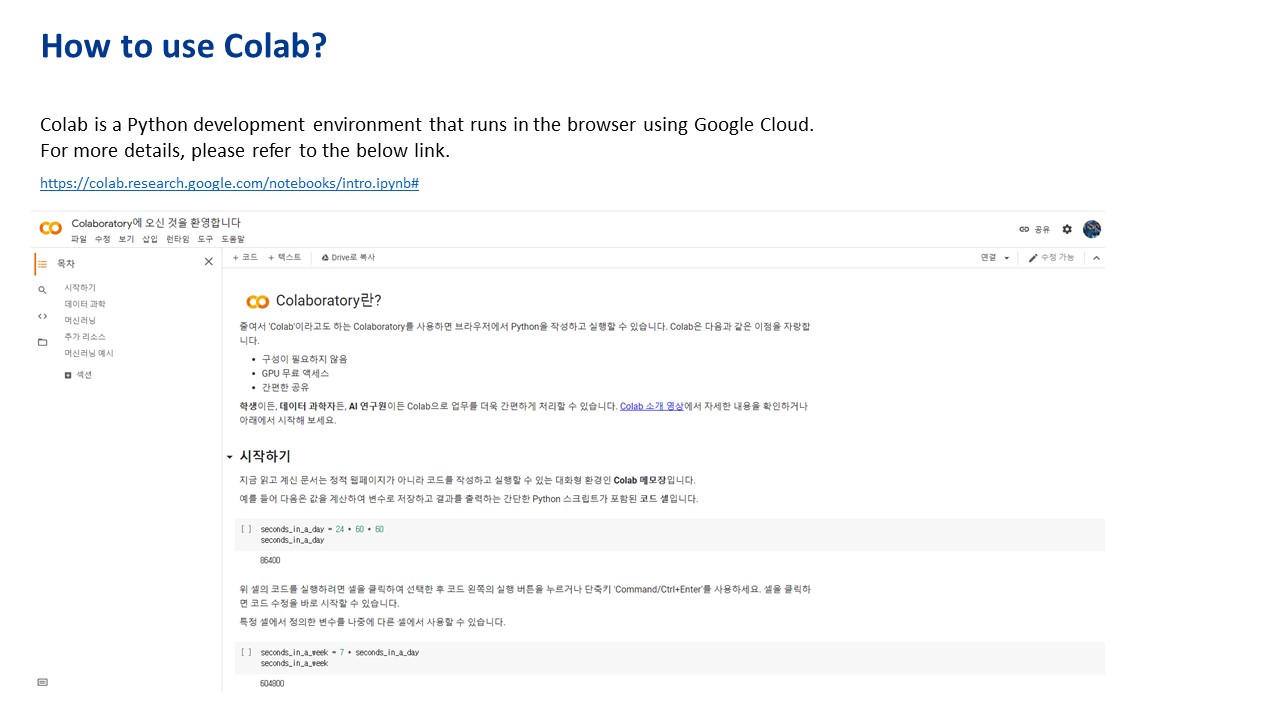 How to use Colab?
Colab is a Python development environment that runs in the browser using Google Cloud.
For more details, please refer to the below link.
https://colab.research.google.com/notebooks/intro.ipynb#
Colaboratory에 오신 것을 환영합니다
파일 수정 보기 삽입 런타임 도구 도움말
공유
목차
+ 코드 + 텍스트 Drive로 복사
연결 수정 가능
시작하기
데이터 과학
머신러닝
추가 리소스
머신러닝 예시
섹션
Colaboratory란?
줄여서 'Colab'이라고도 하는 Colaboratory를 사용하면 브라우저에서 Python을 작성하고 실행할 수 있습니다. Colab은 다음과 같은 이점을 자랑합
니다.
• 구성이 필요하지 않음
• GPU 무료 액세스
• 간편한 공유
학생이든, 데이터 과학자든, AI 연구원이든 Colab으로 업무를 더욱 간편하게 처리할 수 있습니다. Colab 소개 영상에서 자세한 내용을 확인하거나
아래에서 시작해 보세요.
시작하기
지금 읽고 계신 문서는 정적 웹페이지가 아니라 코드를 작성하고 실행할 수 있는 대화형 환경인 Colab 메모장입니다.
예를 들어 다음은 값을 계산하여 변수로 저장하고 결과를 출력하는 간단한 Python 스크립트가 포함된 코드 셀입니다.
[ ] seconds_in_a_day = 24 * 60 * 60
seconds_in_a_day
86400
위 셀의 코드를 실행하려면 셀을 클릭하여 선택한 후 코드 왼쪽의 실행 버튼을 누르거나 단축키 'Command/Ctrl+Enter'를 사용하세요. 셀을 클릭하
면 코드 수정을 바로 시작할 수 있습니다.
특정 셀에서 정의한 변수를 나중에 다른 셀에서 사용할 수 있습니다.
[ ] seconds_in_a_week = 7 * seconds_in_a_day
seconds_in_a_week
604800